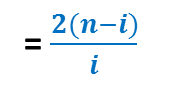 = 2(n−i)
i